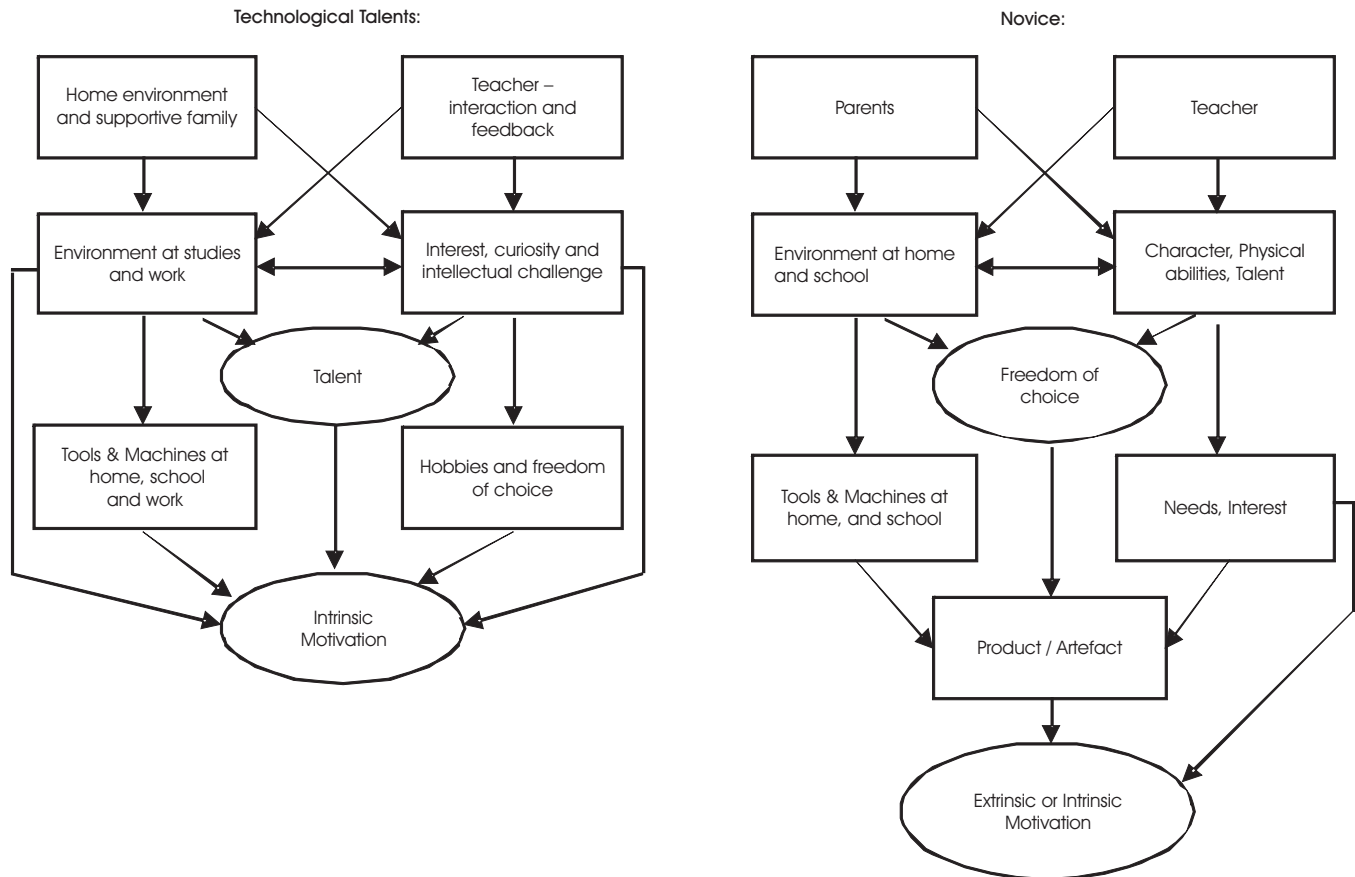 Technological Talents:
Home environment
and supportive family
Teacher –
interaction and
feedback
Environment at studies
and work
Interest, curiosity and
intellectual challenge
Talent
Tools & Machines at
home, school
and work
Hobbies and freedom
of choice
Intrinsic
Motivation
Novice:
Parents
Teacher
Environment at home
and school
Character, Physical
abilities, Talent
Freedom of
choice
Tools & Machines at
home, and school
Needs, Interest
Product / Artefact
Extrinsic or Intrinsic
Motivation